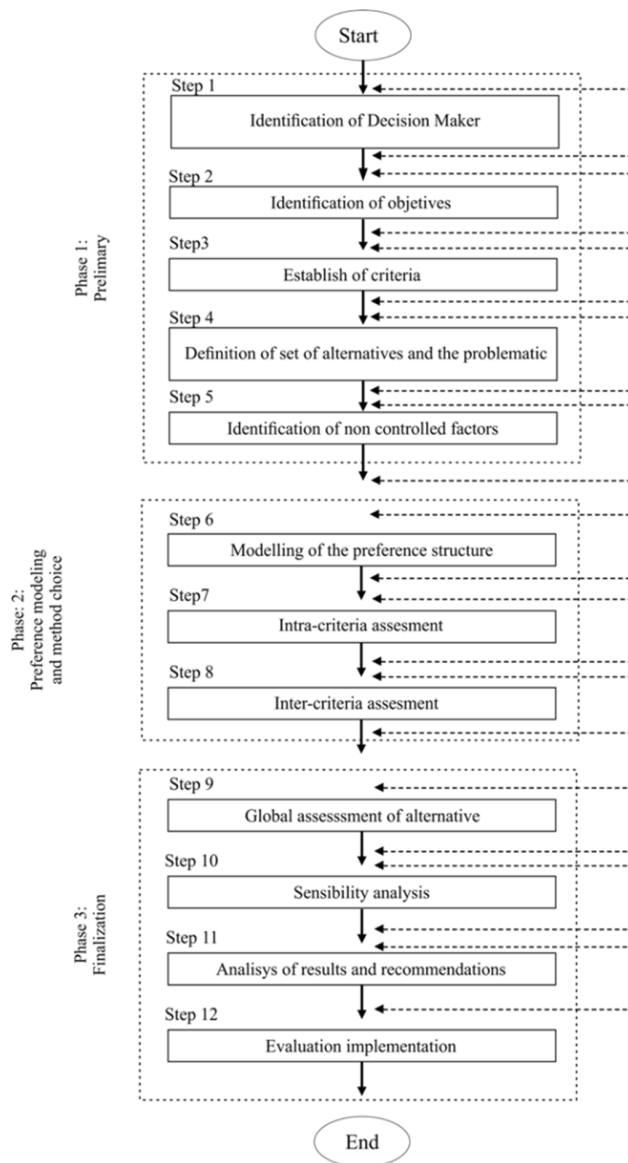 Start
Step 1
Identification of Decision Maker
Step 2
Identification of objetives
Step3
Establish of criteria
Step 4
Definition of set of alternatives and the problematic
Step 5
Identification of non controlled factors
Phase 1:
Prelimary
Step 6
Modelling of the preference structure
Step7
Intra-criteria assesment
Step 8
Inter-criteria assesment
Phase: 2:
Preference modeling
and method choice
Step 9
Global assesssment of alternative
Step 10
Sensibility analysis
Step 11
Analisys of results and recommendations
Step 12
Evaluation implementation
Phase 3:
Finalization
End